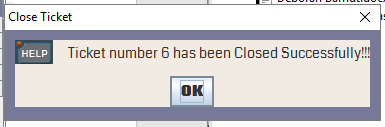 Close Ticket
HELP
Ticket number 6 has been Closed Successfully!!!
OK